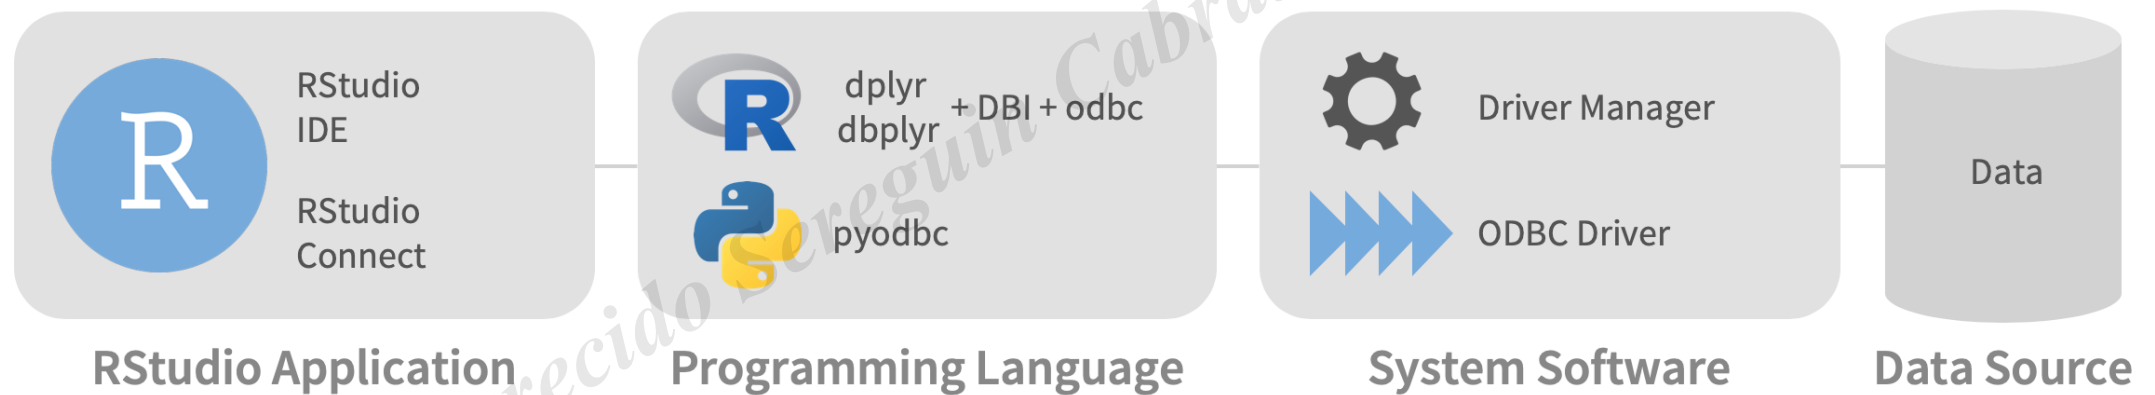 RStudio
IDE
RStudio
Connect
dplyr
dbplyr
+ DBI + odbc
pyodbc
Driver Manager
ODBC Driver
Data
RStudio Application
Programming Language
System Software
Data Source
Sereguin